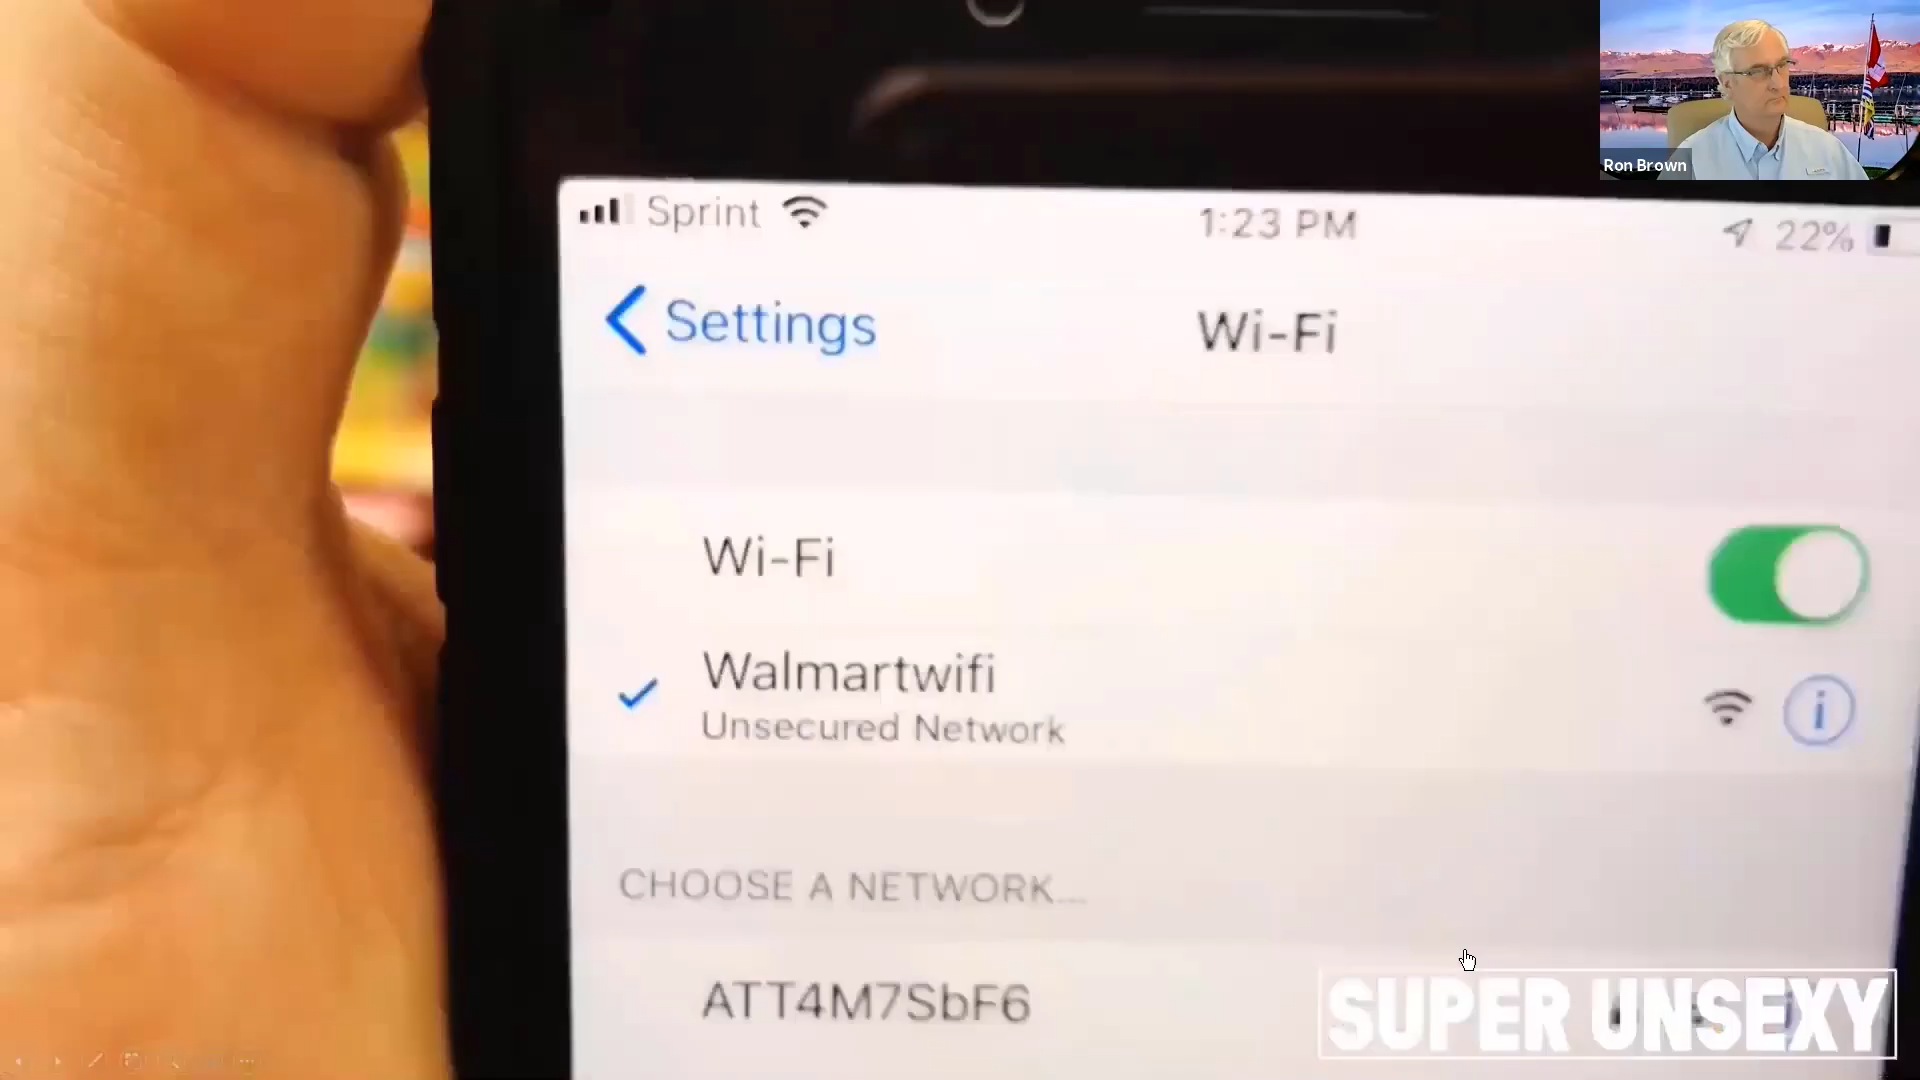 Ron Brown
Sprint
1:23 PM
22%
Settings
Wi-Fi
Wi-Fi
Walmartwifi
Unsecured Network
CHOOSE A NETWORK...
ATT4M7SbF6
SUPER UNSEXY